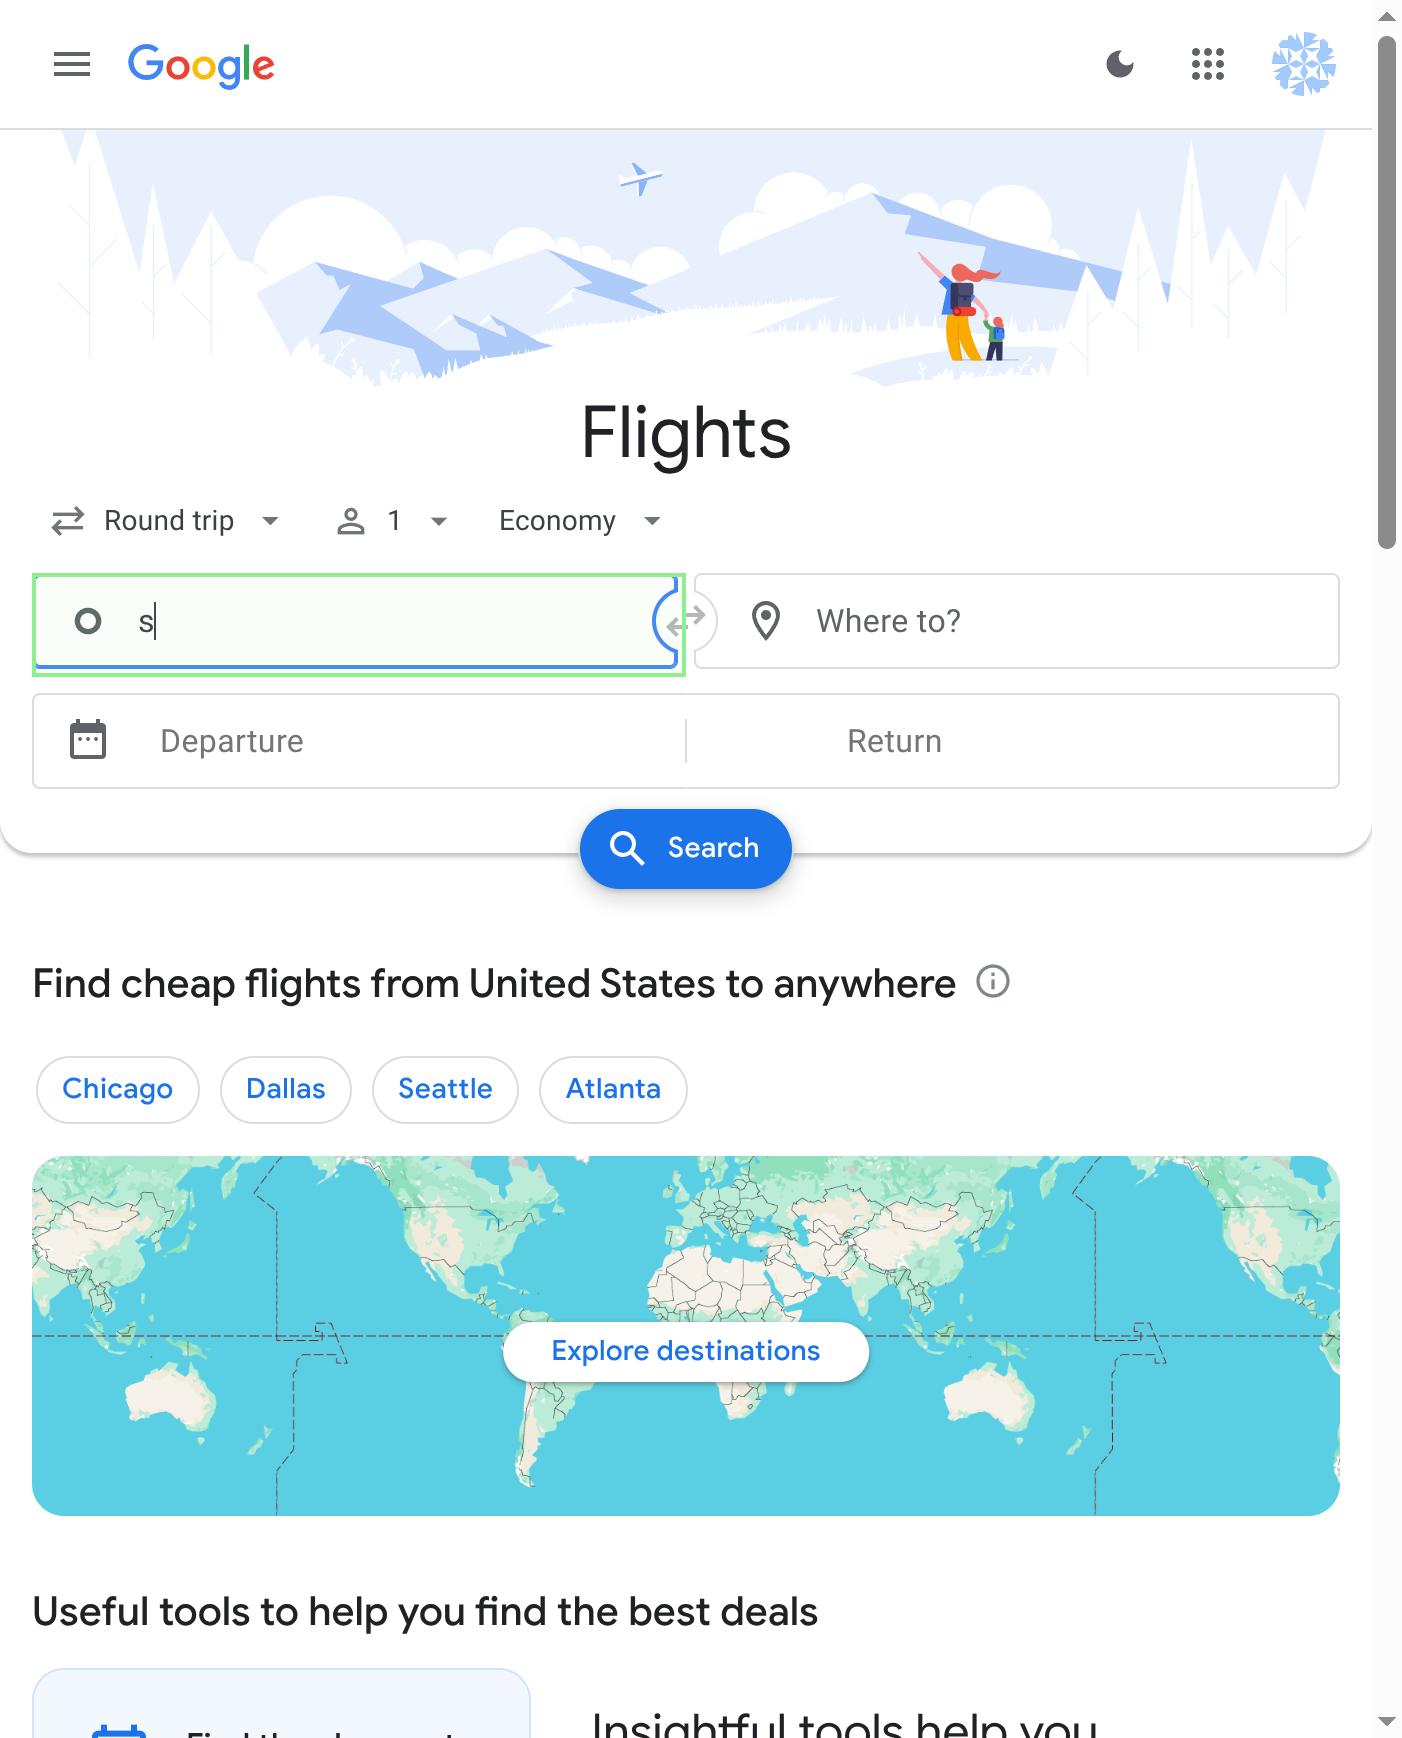 Google
Flights
Round trip 1 Economy
s Where to?
Departure Return
Search
Find cheap flights from United States to anywhere
Chicago Dallas Seattle Atlanta
Explore destinations
Useful tools to help you find the best deals
Insightful tools help you